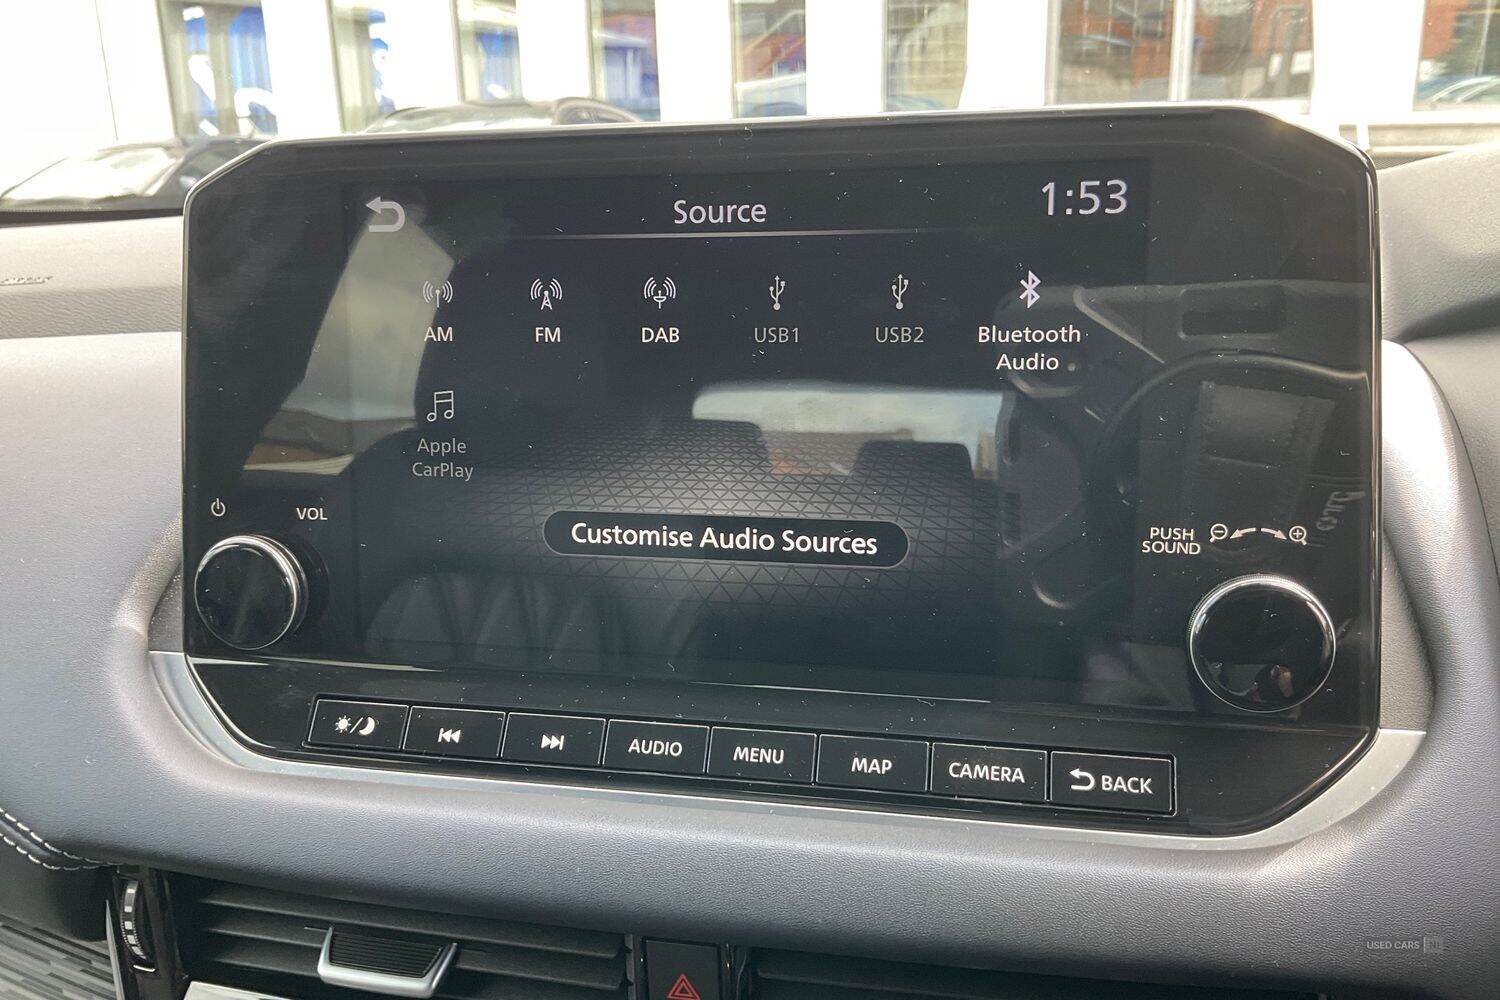 Source
1:53
AM
FM
DAB
USB1
USB2
Bluetooth
Audio
Apple
CarPlay
Customise Audio Sources
VOL
PUSH
SOUND
AUDIO
MENU
MAP
CAMERA
BACK
USED CARS NI